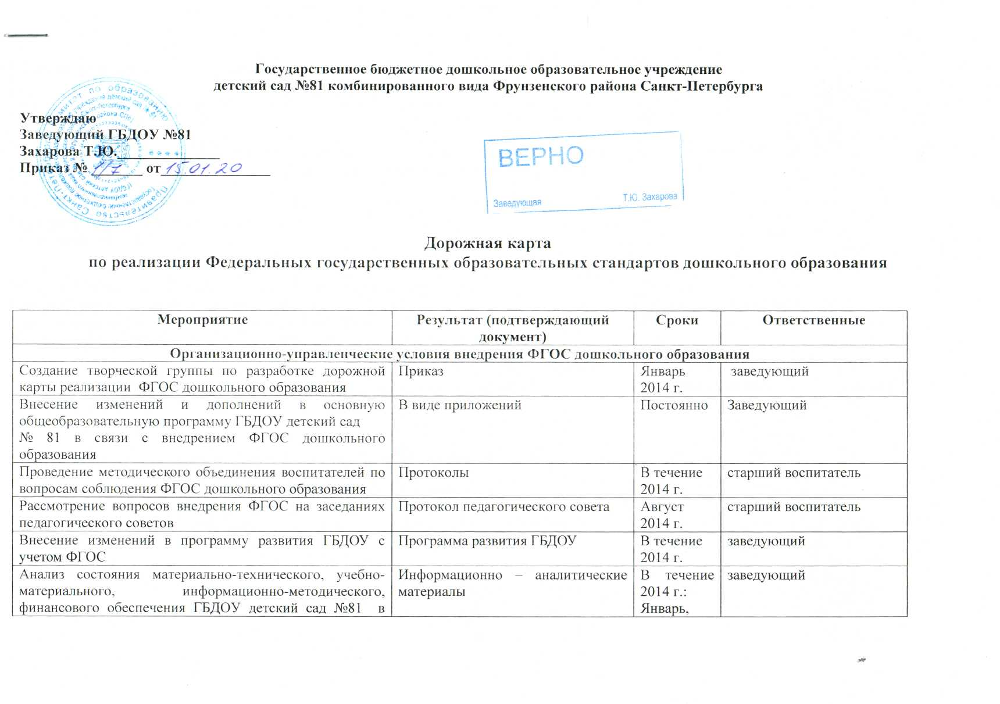 Государственное бюджетное дошкольное образовательное учреждение
детский сад №81 комбинированного вида Фрунзенского района Санкт-Петербурга
Утверждаю
Заведующий ГБДОУ №81
Захарова Т.Ю.
Приказ № 1/7 от 15.01.20
ВЕРНО
Заведующая Т.Ю. Захарова
Дорожная карта
по реализации Федеральных государственных образовательных стандартов дошкольного образования
Мероприятие
Результат (подтверждающий
документ)
Сроки
Ответственные
Организационно-управленческие условия внедрения ФГОС дошкольного образования
Создание творческой группы по разработке дорожной
карты реализации ФГОС дошкольного образования
Приказ
Январь
2014 г.
заведующий
Внесение изменений и дополнений в основную
общеобразовательную программу ГБДОУ детский сад
№ 81 в связи с внедрением ФГОС дошкольного
образования
В виде приложений
Постоянно
Заведующий
Проведение методического объединения воспитателей по
вопросам соблюдения ФГОС дошкольного образования
Протоколы
В течение
2014 г.
старший воспитатель
Рассмотрение вопросов внедрения ФГОС на заседаниях
педагогического советов
Протокол педагогического совета
Август
2014 г.
старший воспитатель
Внесение изменений в программу развития ГБДОУ с
учетом ФГОС
Программа развития ГБДОУ
В течение
2014 г.
заведующий
Анализ состояния материально-технического, учебно-
материального, информационно-методического,
финансового обеспечения ГБДОУ детский сад №81 в
Информационно – аналитические
материалы
В течение
2014 г.:
Январь,
заведующий